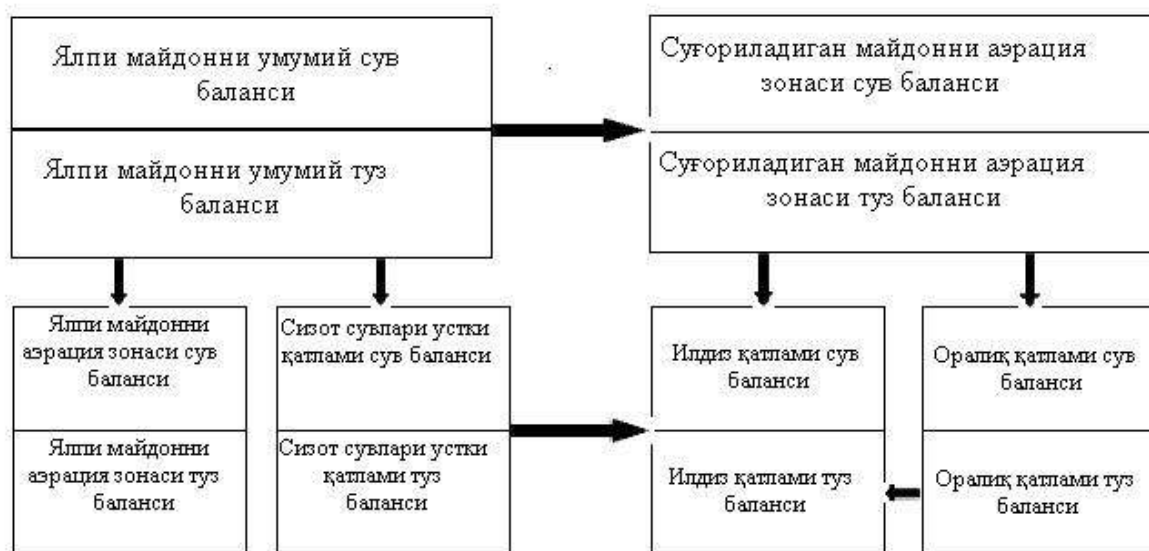 Ялпи майдонни умумий сув
баланси
Ялпи майдонни умумий туз
баланси
Суғориладиган майдонни аэрация
зонаси сув баланси
Суғориладиган майдонни аэрация
зонаси туз баланси
Ялпи майдонни
аэрация зонаси сув
баланси
Ялпи майдонни
аэрация зонаси туз
баланси
Сизот сувлари устки
қатлами сув баланси
Сизот сувлари устки
қатлами туз
баланси
Илдиз қатлами сув
баланси
Илдиз қатлами туз
баланси
Оралиқ қатлами сув
баланси
Оралиқ қатлами туз
баланси